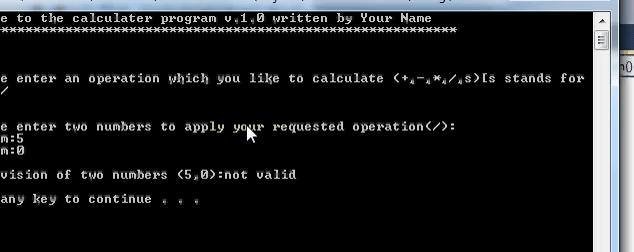 e to the calculater program v.1.0 written by Your Name
*********************************************************
e enter an operation which you like to calculate (+,-,*,/,s)[s stands for
/
e enter two numbers to apply your requested operation(/):
m:5
m:0
vision of two numbers (5,0):not valid
any key to continue . . .
n()